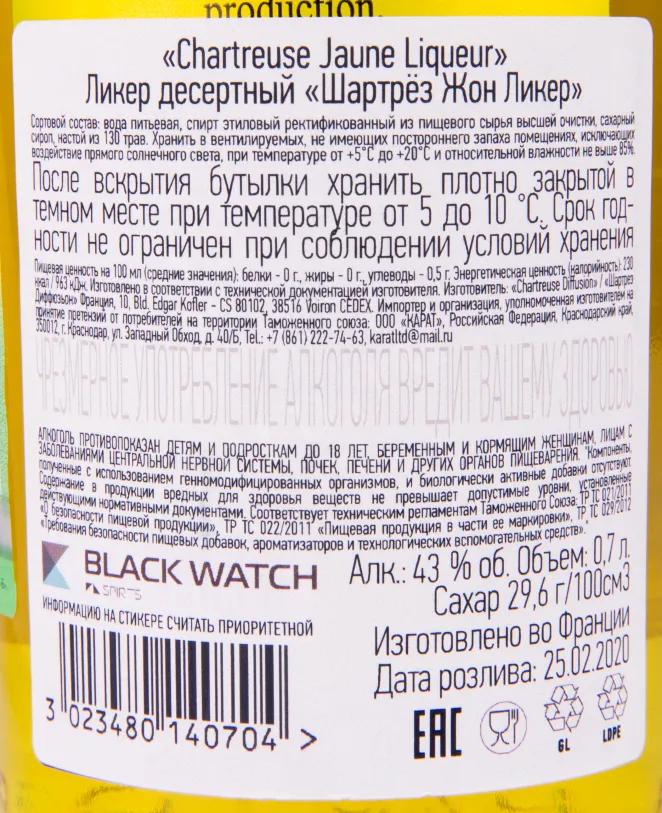 production.
«Chartreuse Jaune Liqueur»
Ликер десертный «Шартрёз Жон Ликер»
Сортовой состав: вода питьевая, спирт этиловый ректификованный из пищевого сырья высшей очистки, сахарный
сироп, настой из 130 трав. Хранить в вентилируемых, не имеющих постороннего запаха помещениях, исключающих
воздействие прямого солнечного света, при температуре от +5°С до +20°С и относительной влажности не выше 85%.
После вскрытия бутылки хранить плотно закрытой в
темном месте при температуре от 5 до 10 °С. Срок год-
ности не ограничен при соблюдении условий хранения
Пищевая ценность на 100 мл (средние значения): белки - 0 г., жиры - 0 г., углеводы - 0,5 г. Энергетическая ценность (калорийность): 230
ккал / 963 кДж. Изготовлено в соответствии с технической документацией изготовителя. Изготовитель: «Chartreuse Diffusion» / «Шартрёз
Диффюзьон» Франция, 10, Bld. Edgar Kofler - CS 80102, 38516 Voiron CEDEX. Импортер и организация, уполномоченная изготовителем на
принятие претензий от потребителей на территории Таможенного союза: ООО «КАРАТ», Российская Федерация, Краснодарский край,
350012, г. Краснодар, ул. Западный Обход, д. 40/Б, Tel.: +7 (861) 222-74-63, karatltd@mail.ru
ЧРЕЗМЕРНОЕ УПОТРЕБЛЕНИЕ АЛКОГОЛЯ ВРЕДИТ ВАШЕМУ ЗДОРОВЬЮ
АЛКОГОЛЬ ПРОТИВОПОКАЗАН ДЕТЯМ И ПОДРОСТКАМ ДО 18 ЛЕТ, БЕРЕМЕННЫМ И КОРМЯЩИМ ЖЕНЩИНАМ, ЛИЦАМ С
ЗАБОЛЕВАНИЯМИ ЦЕНТРАЛЬНОЙ НЕРВНОЙ СИСТЕМЫ, ПОЧЕК, ПЕЧЕНИ И ДРУГИХ ОРГАНОВ ПИЩЕВАРЕНИЯ. "Компоненты,
полученные с использованием генномодифицированных организмов, и биологически активные добавки отсутствуют.
Содержание в продукции вредных для здоровья веществ не превышает допустимые уровни, установленные
действующими нормативными документами. Соответствует техническим регламентам Таможенного Союза: ТР ТС 021/2011
«О безопасности пищевой продукции», ТР ТС 022/2011 «Пищевая продукция в части ее маркировки», ТР ТС 029/2012
«Требования безопасности пищевых добавок, ароматизаторов и технологических вспомогательных средств»."
BLACK WATCH
SPIRITS
ИНФОРМАЦИЮ НА СТИКЕРЕ СЧИТАТЬ ПРИОРИТЕТНОЙ
Алк.: 43 % об. Объем: 0,7 л.
Сахар 29,6 г/100см3
Изготовлено во Франции
Дата розлива: 25.02.2020
3 023480 140704 >
EAC
GL
LDPE